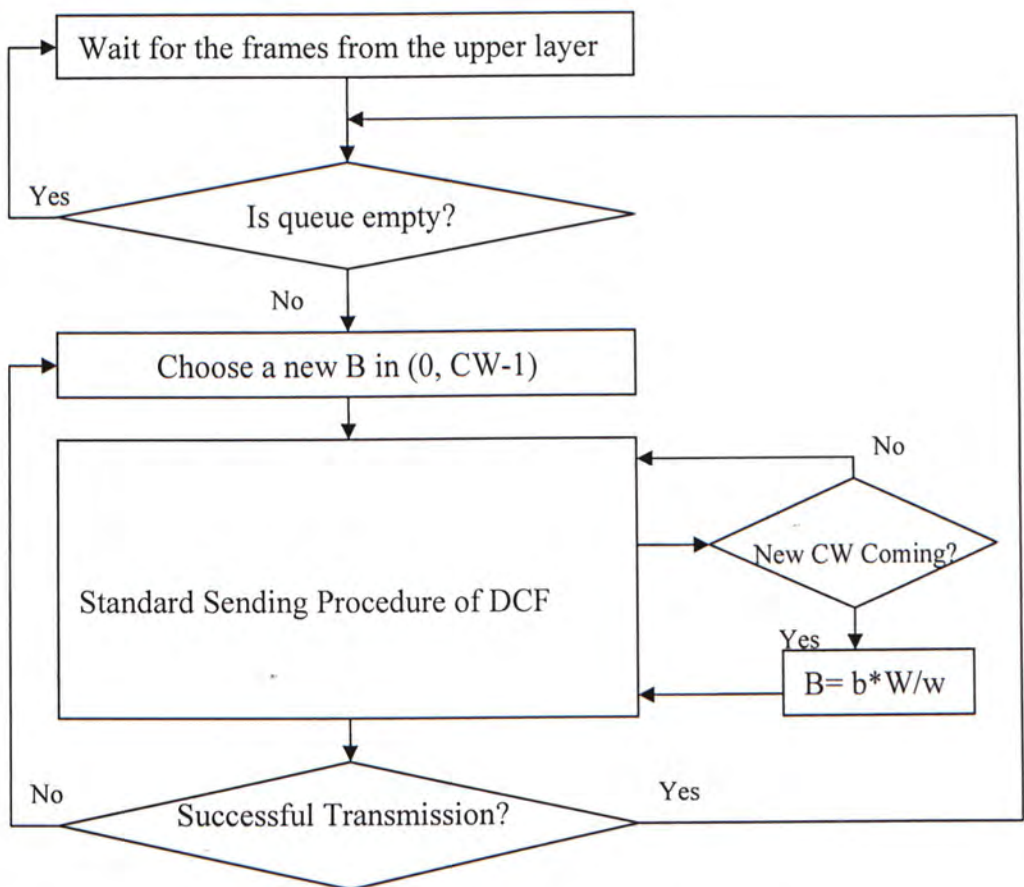 Wait for the frames from the upper layer
Yes
Is queue empty?
No
Choose a new B in (0, CW-1)
No
New CW Coming?
Standard Sending Procedure of DCF
Yes
B= b*W/w
No
Successful Transmission?
Yes